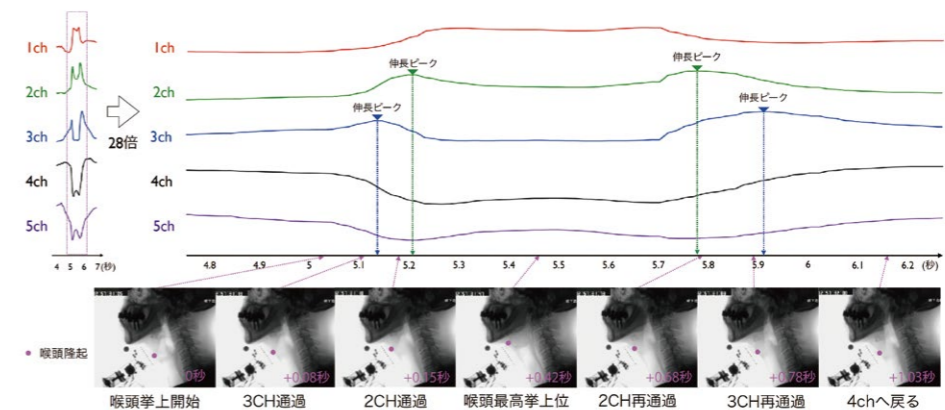 1ch
2ch
3ch
4ch
5ch
4 5 6 7(秒)
28倍
1ch
2ch
3ch
4ch
5ch
伸長ピーク
伸長ピーク
伸長ピーク
伸長ピーク
4.8 4.9 5 5.1 5.2 5.3 5.4 5.5 5.6 5.7 5.8 5.9 6 6.1 6.2 (秒)
喉頭隆起
0秒 +0.08秒 +0.15秒 +0.42秒 +0.68秒 +0.78秒 +1.03秒
喉頭挙上開始 3CH通過 2CH通過 喉頭最高挙上位 2CH再通過 3CH再通過 4chへ戻る